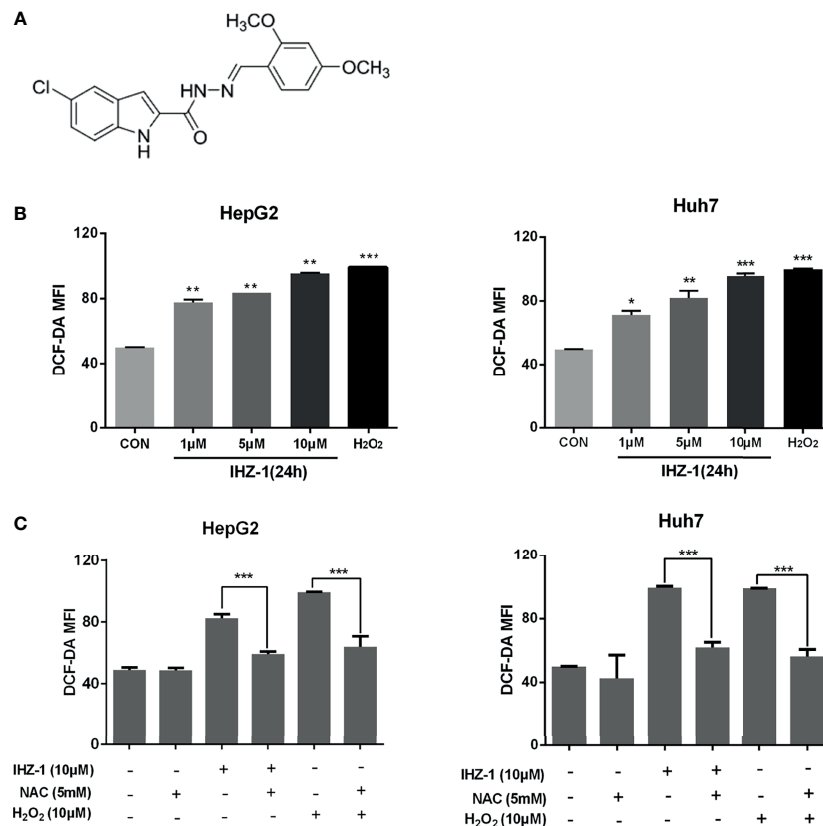 A
H₃CO
OCH₃
Cl
HN
N
N
H
O
B
HepG2
DCF-DA MFI
120
80
40
0
**
**
**
***
CON
1µM
5µM
10µM
H₂O₂
IHZ-1(24h)
Huh7
DCF-DA MFI
120
80
40
0
*
**
***
***
CON
1µM
5µM
10µM
H₂O₂
IHZ-1(24h)
C
HepG2
DCF-DA MFI
120
80
40
0
***
***
IHZ-1 (10µM) - - + + - -
NAC (5mM) - + - + - +
H₂O₂ (10µM) - - - - + +
Huh7
DCF-DA MFI
120
80
40
0
***
***
IHZ-1 (10µM) - - + + - -
NAC (5mM) - + - + - +
H₂O₂ (10µM) - - - - + +